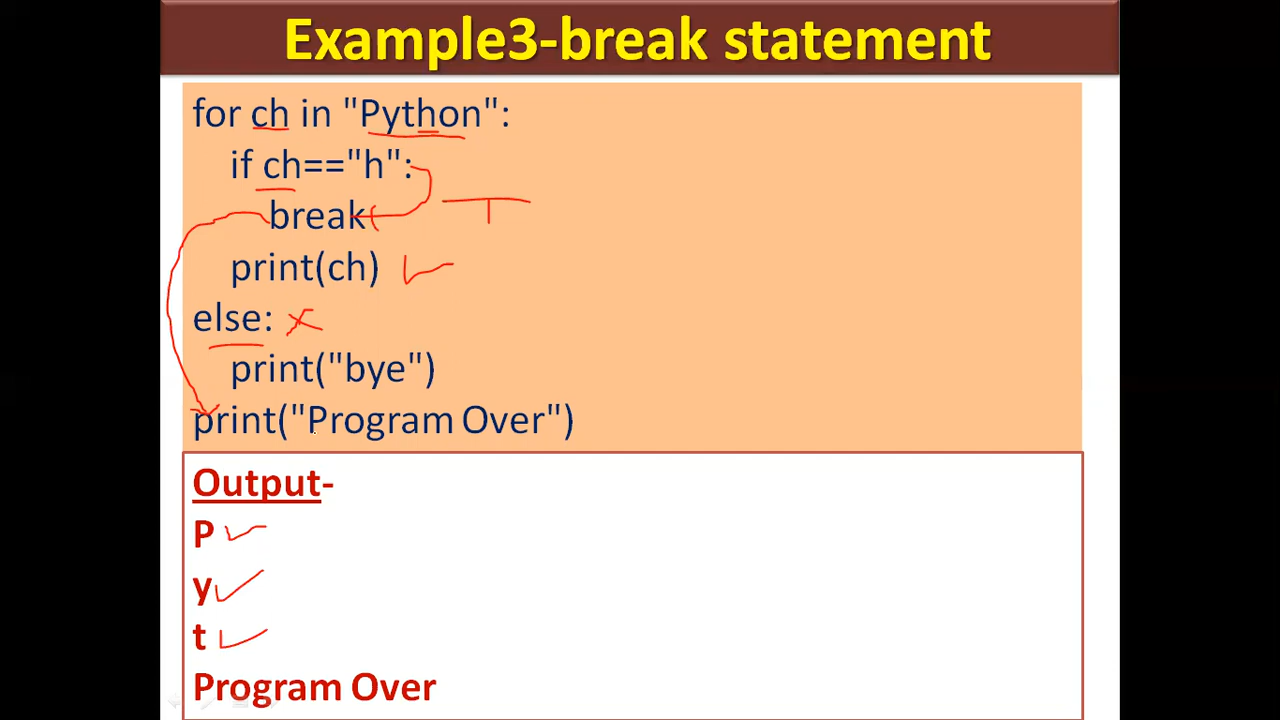 Example3-break statement
for ch in "Python":
if ch=="h":
break
print(ch)
else:
print("bye")
print("Program Over")
Output-
P
y
t
Program Over